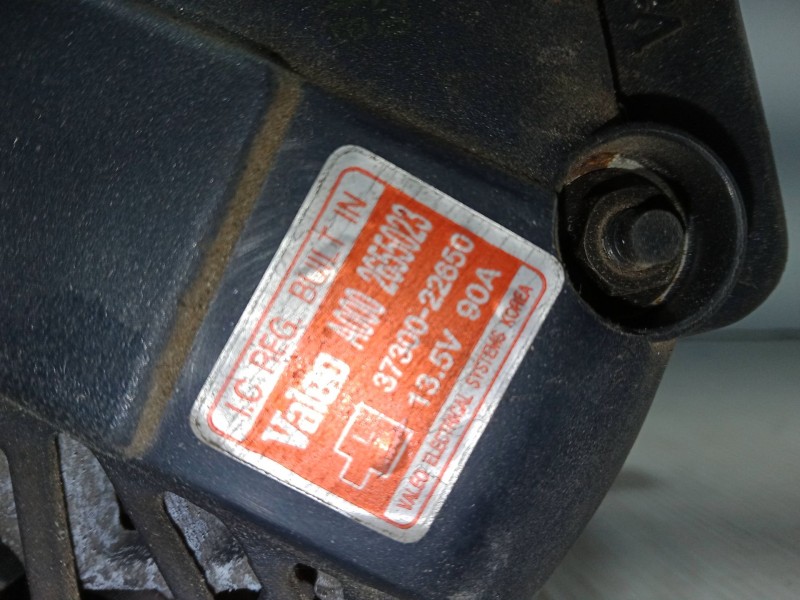 I.C REG. BUILT IN
Valeo A000 2655023
37300-22650
13.5V 90A
VALEO ELECTRICAL SYSTEMS KOREA